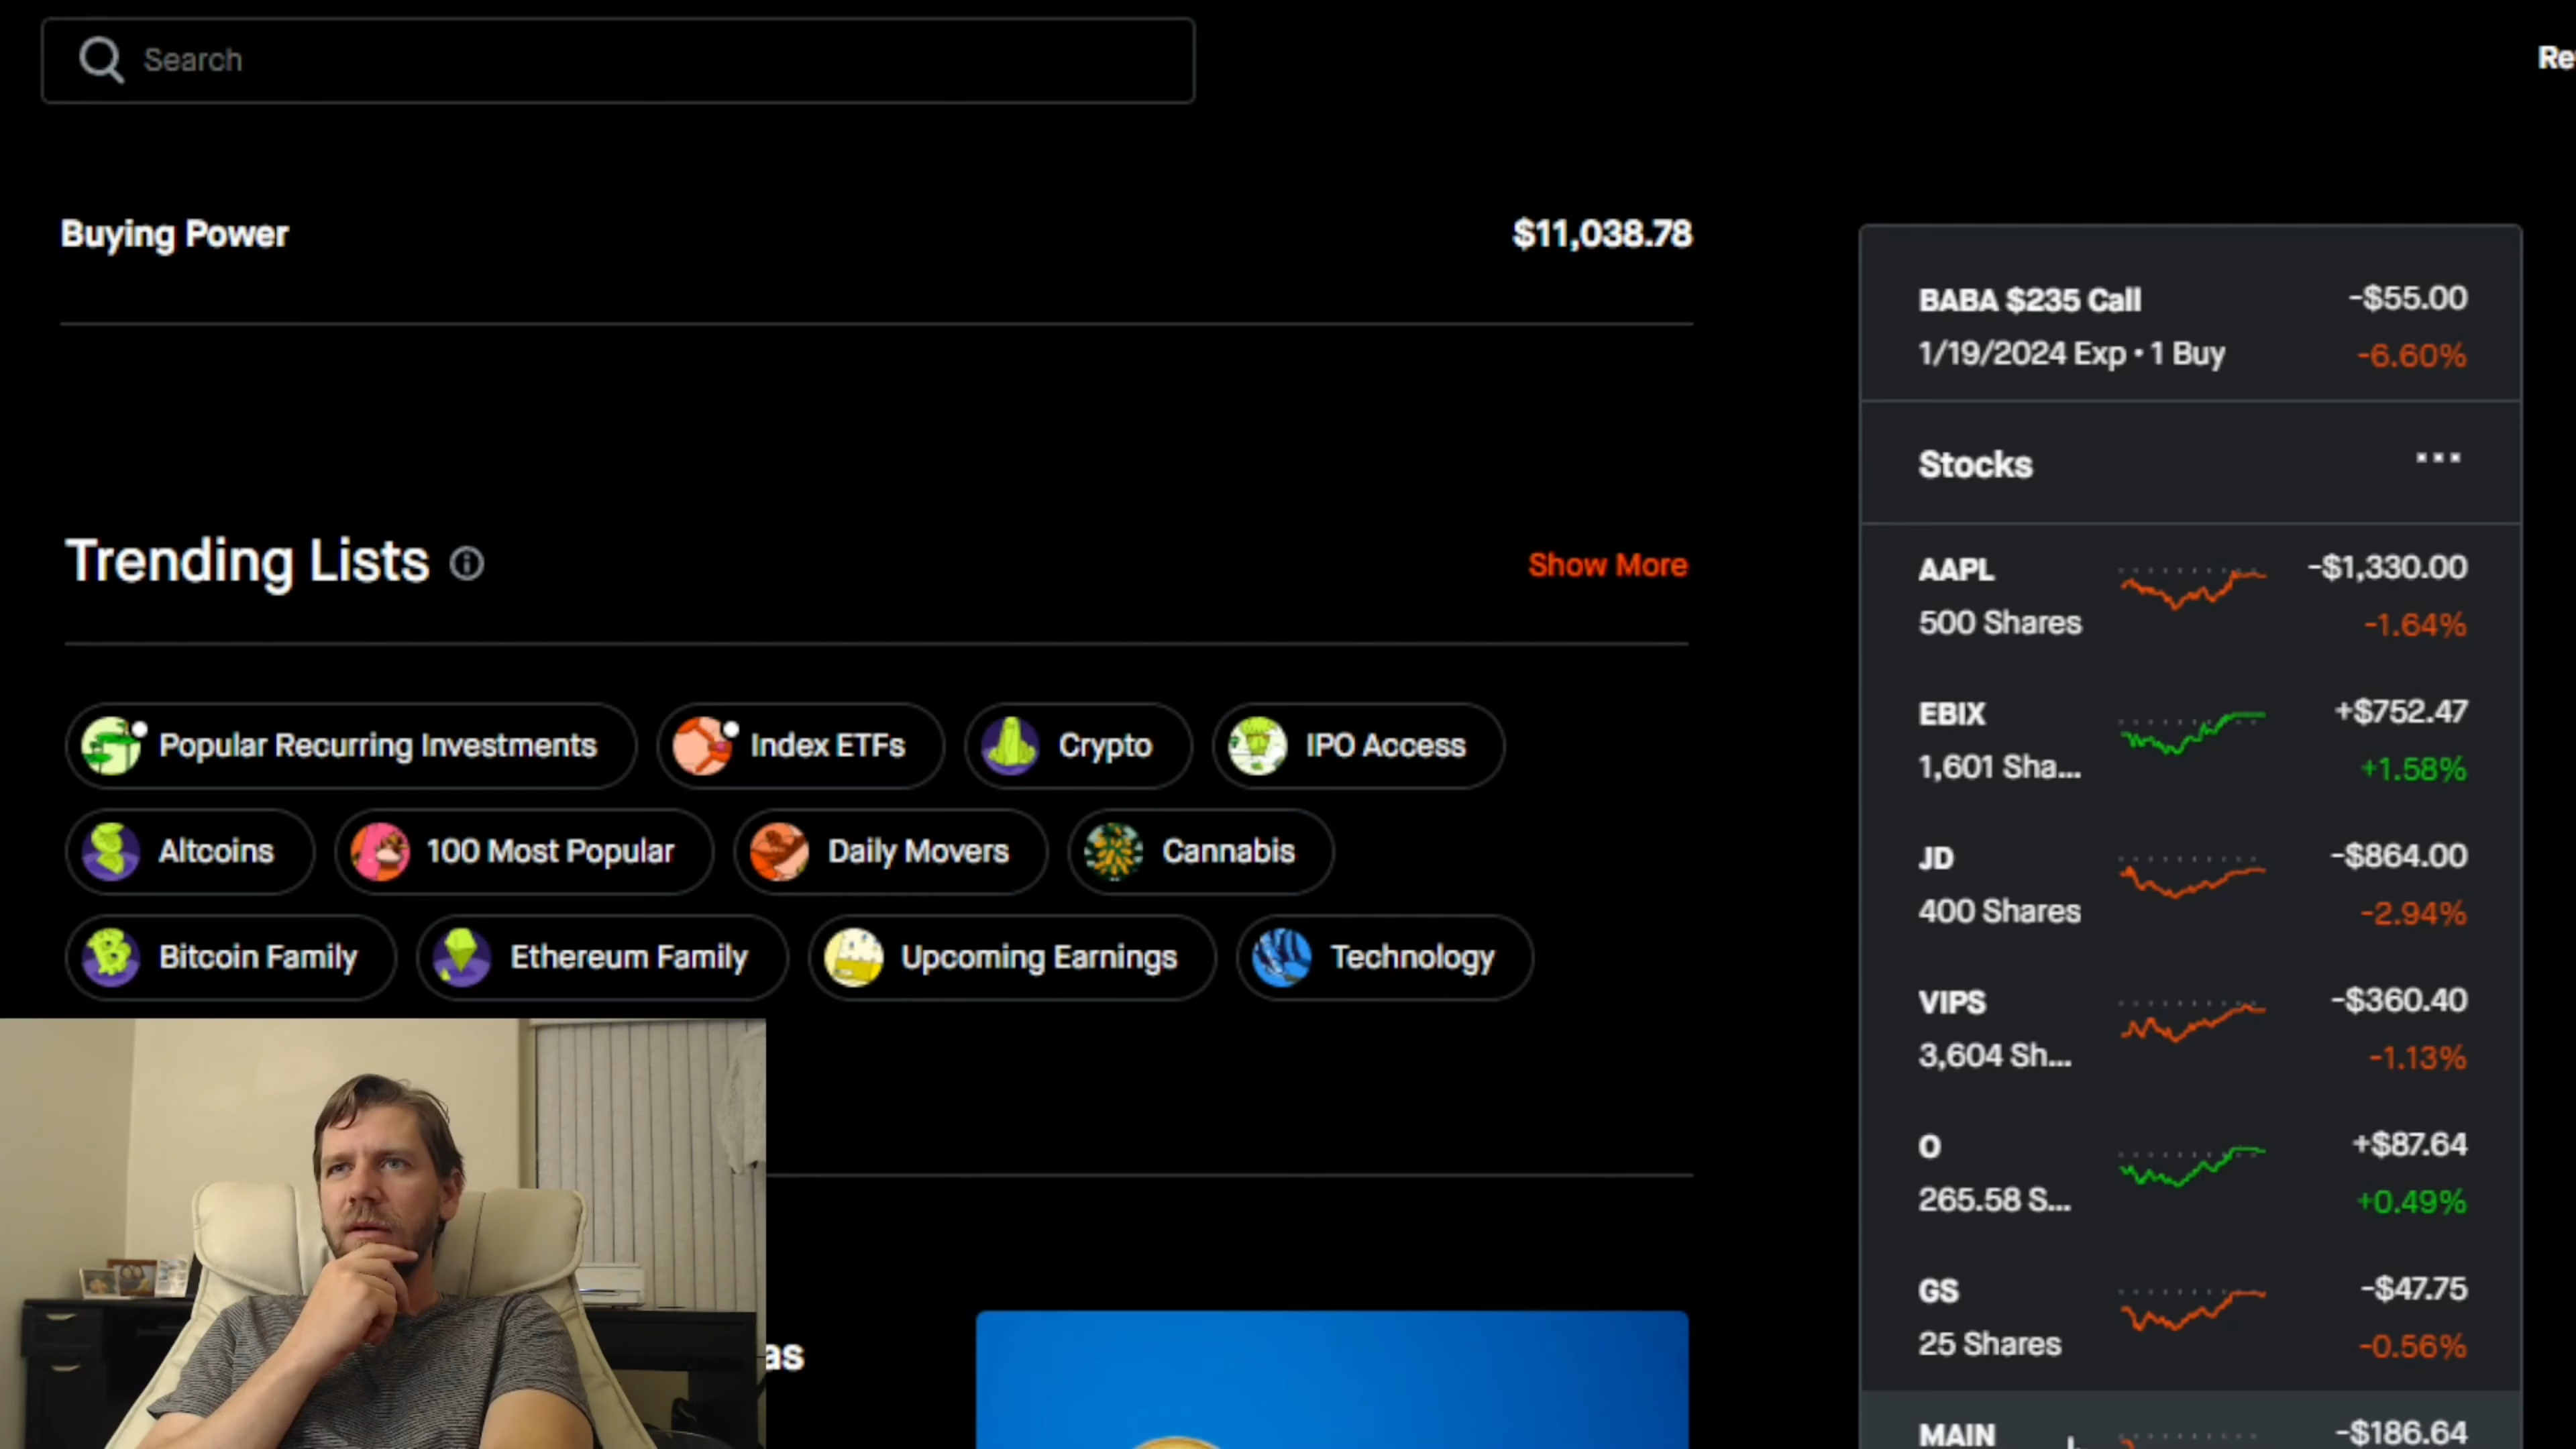 Search
Re
Buying Power
$11,038.78
Trending Lists
Show More
Popular Recurring Investments
Index ETFs
Crypto
IPO Access
Altcoins
100 Most Popular
Daily Movers
Cannabis
Bitcoin Family
Ethereum Family
Upcoming Earnings
Technology
as
BABA $235 Call
-$55.00
1/19/2024 Exp • 1 Buy
-6.60%
Stocks
AAPL
-$1,330.00
500 Shares
-1.64%
EBIX
+$752.47
1,601 Sha...
+1.58%
JD
-$864.00
400 Shares
-2.94%
VIPS
-$360.40
3,604 Sh...
-1.13%
O
+$87.64
265.58 S...
+0.49%
GS
-$47.75
25 Shares
-0.56%
MAIN
-$186.64